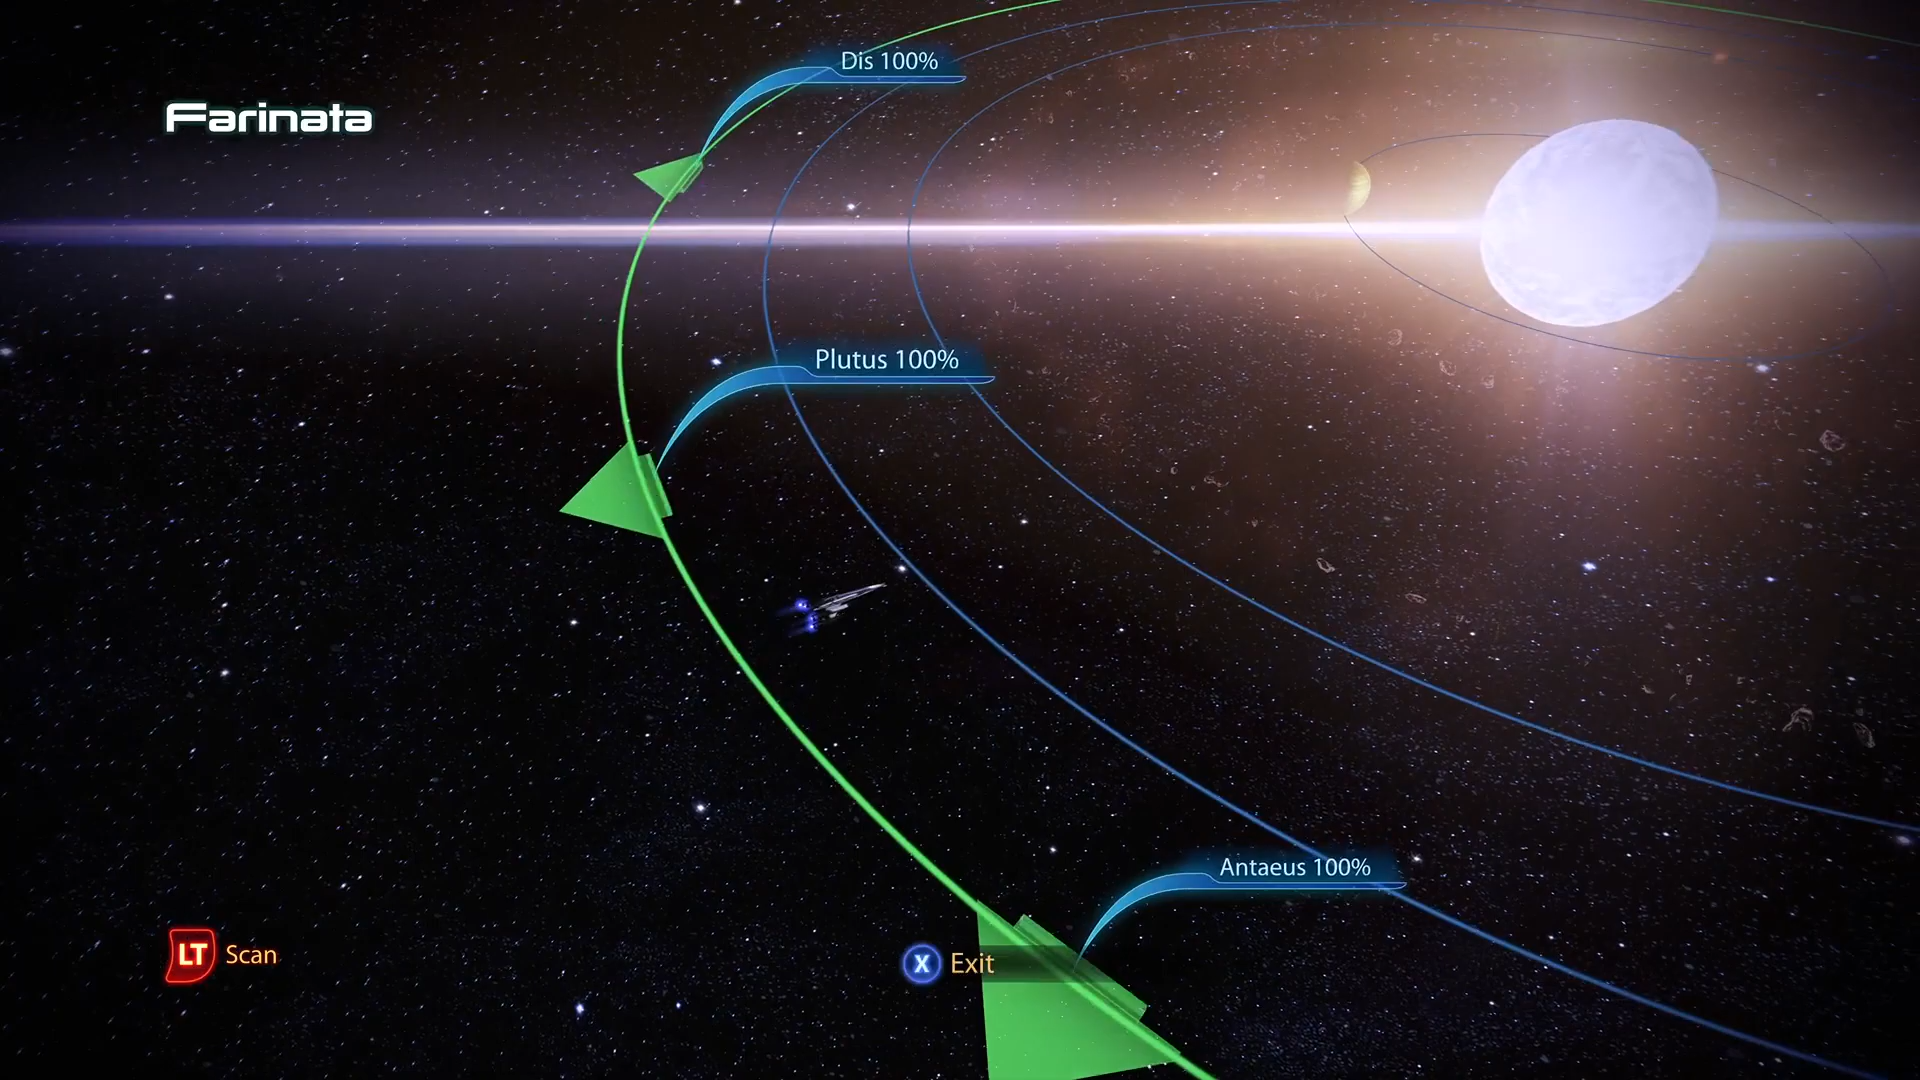 Dis 100%
Farinata
Plutus 100%
Antaeus 100%
LT Scan
X Exit